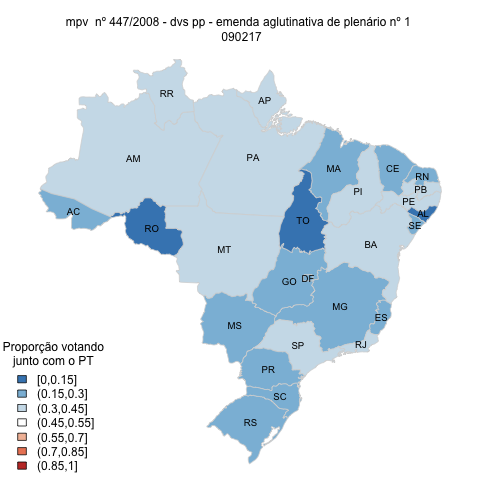 mpv nº 447/2008 - dvs pp - emenda aglutinativa de plenário nº 1
090217
RR
AP
AM
PA
MA
CE
RN
PI
PB
PE
AC
AL
TO
SE
RO
BA
MT
GO
DF
MG
ES
MS
SP
RJ
PR
SC
RS
Proporção votando
junto com o PT
[0,0.15]
(0.15,0.3]
(0.3,0.45]
(0.45,0.55]
(0.55,0.7]
(0.7,0.85]
(0.85,1]